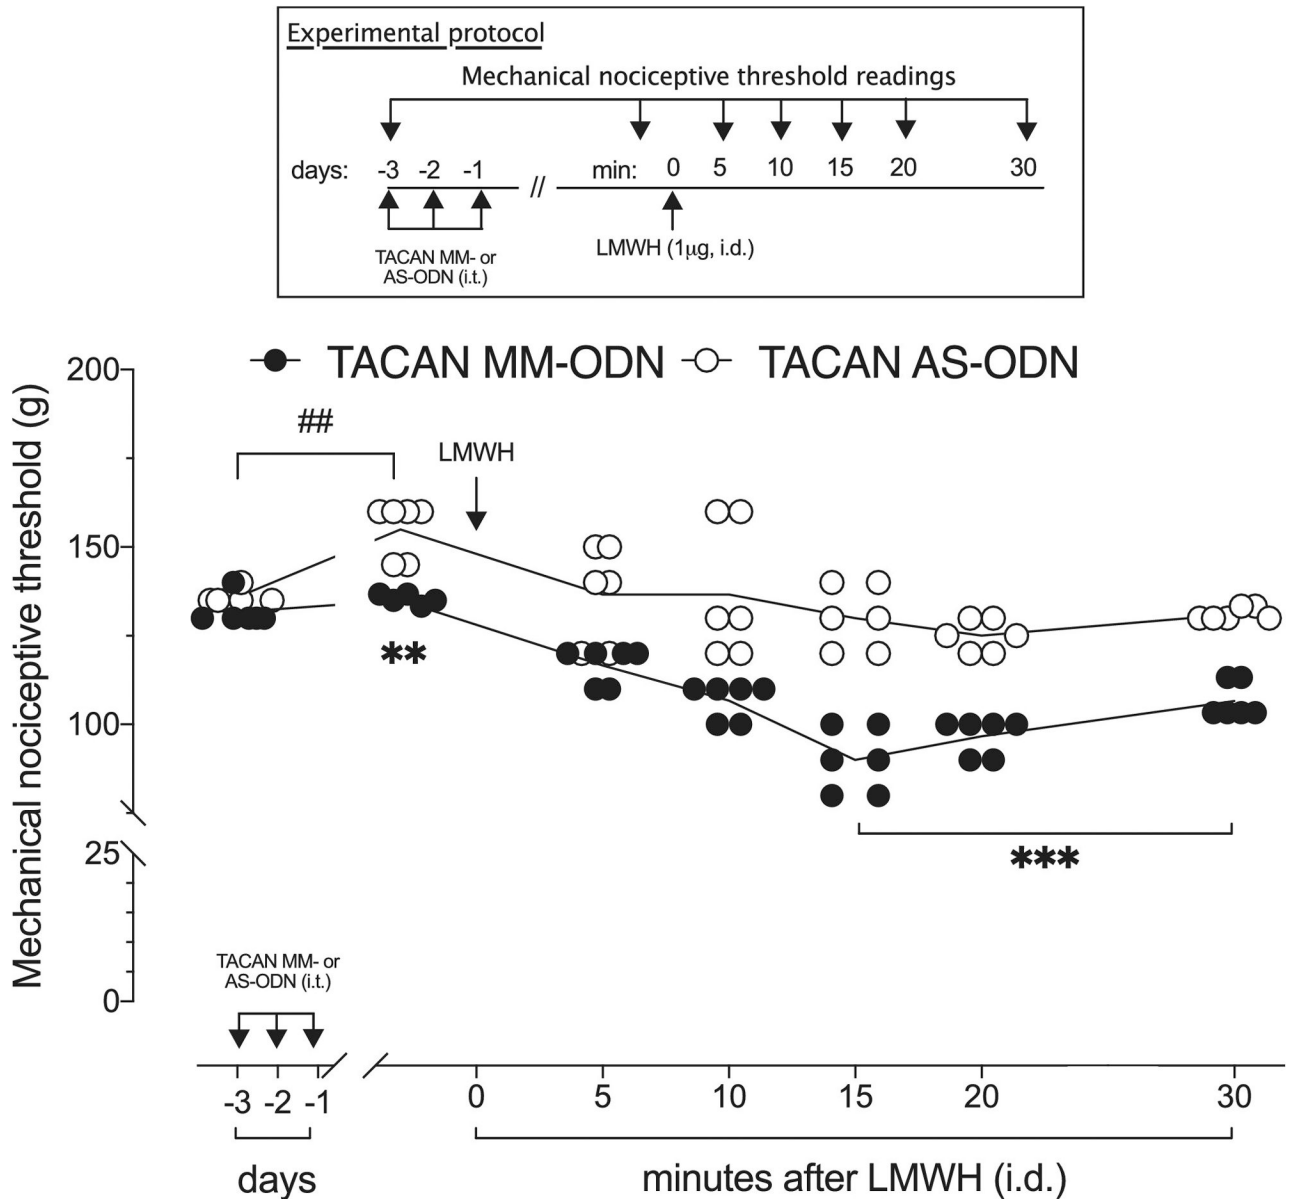 Experimental protocol
Mechanical nociceptive threshold readings
days: -3 -2 -1 // min: 0 5 10 15 20 30
TACAN MM- or
AS-ODN (i.t.)
LMWH (1µg, i.d.)
TACAN MM-ODN TACAN AS-ODN
Mechanical nociceptive threshold (g)
200
150
100
25
0
##
LMWH
**
***
TACAN MM- or
AS-ODN (i.t.)
-3 -2 -1 0 5 10 15 20 30
days minutes after LMWH (i.d.)